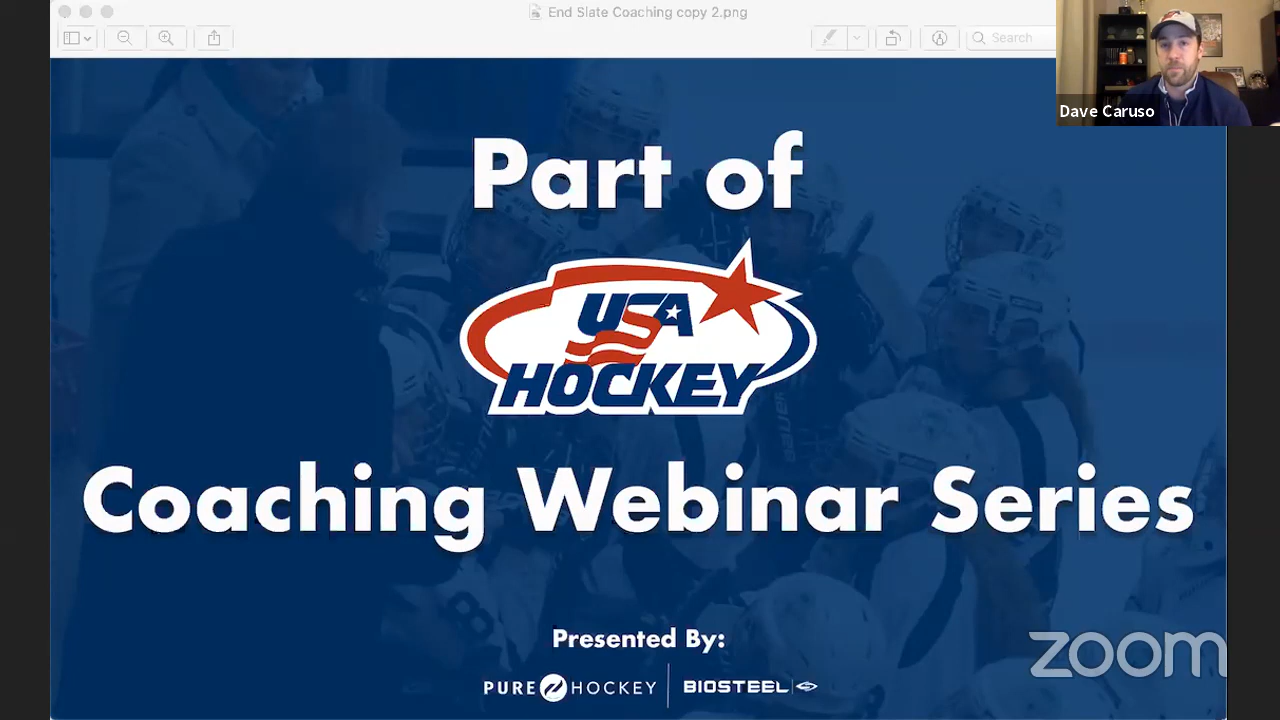 End Slate Coaching copy 2.png
Search
Dave Caruso
Part of
USA
HOCKEY
Coaching Webinar Series
Presented By:
PURE HOCKEY | BIOSTEEL
zoom